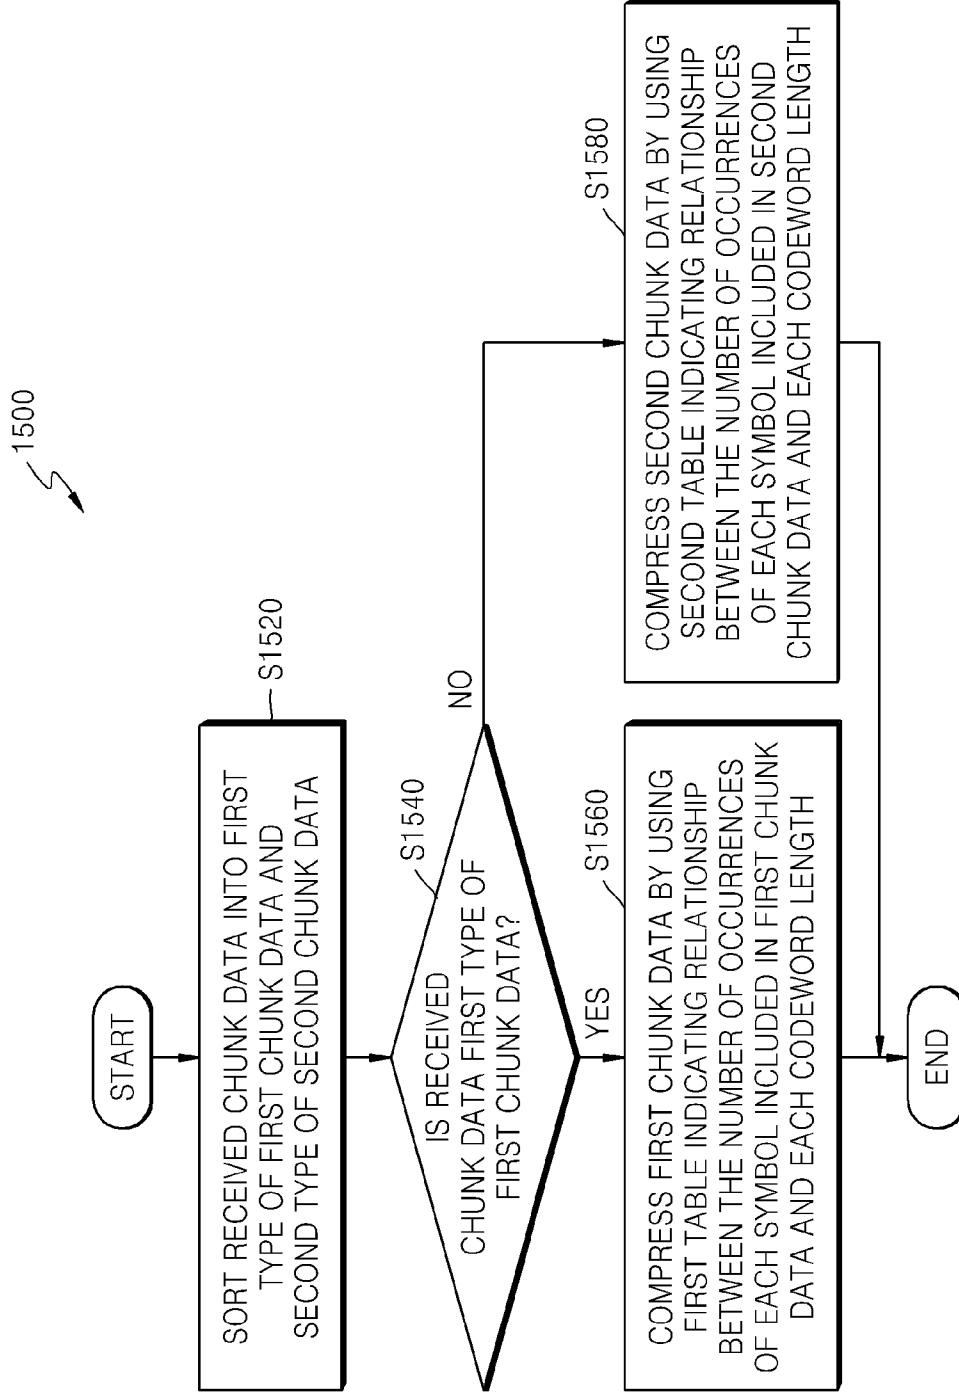 1500
START
SORT RECEIVED CHUNK DATA INTO FIRST
TYPE OF FIRST CHUNK DATA AND
SECOND TYPE OF SECOND CHUNK DATA
S1520
IS RECEIVED
CHUNK DATA FIRST TYPE OF
FIRST CHUNK DATA?
S1540
NO
YES
S1560
COMPRESS FIRST CHUNK DATA BY USING
FIRST TABLE INDICATING RELATIONSHIP
BETWEEN THE NUMBER OF OCCURRENCES
OF EACH SYMBOL INCLUDED IN FIRST CHUNK
DATA AND EACH CODEWORD LENGTH
S1580
COMPRESS SECOND CHUNK DATA BY USING
SECOND TABLE INDICATING RELATIONSHIP
BETWEEN THE NUMBER OF OCCURRENCES
OF EACH SYMBOL INCLUDED IN SECOND
CHUNK DATA AND EACH CODEWORD LENGTH
END